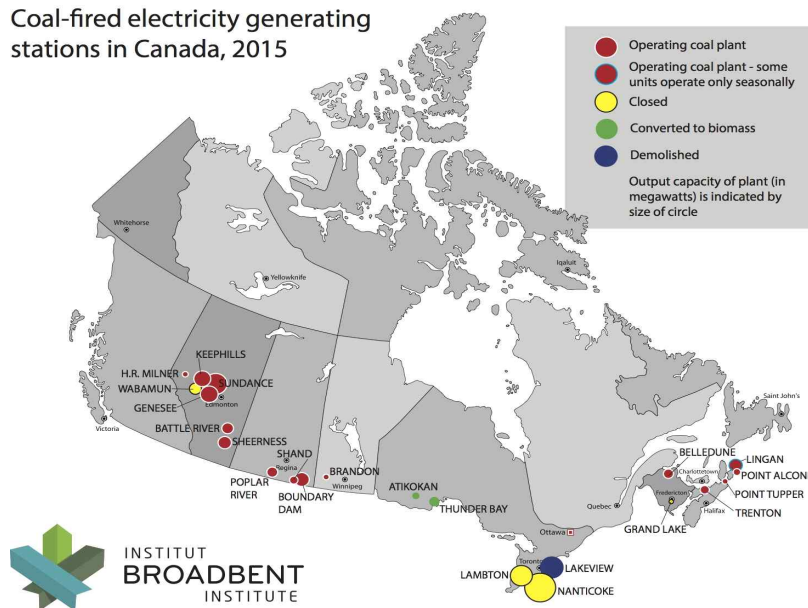 Coal-fired electricity generating
stations in Canada, 2015
Operating coal plant
Operating coal plant - some
units operate only seasonally
Closed
Converted to biomass
Demolished
Output capacity of plant (in
megawatts) is indicated by
size of circle
Whitehorse
Yellowknife
Iqaluit
KEEPHILLS
H.R. MILNER
WABAMUN
SUNDANCE
GENESEE
Edmonton
Victoria
BATTLE RIVER
SHEERNESS
SHAND
Regina
POPLAR
RIVER
BOUNDARY
DAM
BRANDON
Winnipeg
ATIKOKAN
THUNDER BAY
Saint John's
BELLEDUNE
LINGAN
Charlottetown
POINT ALCONI
POINT TUPPER
Fredericton
TRENTON
Halifax
GRAND LAKE
Quebec
Ottawa
Toronto
LAKEVIEW
LAMBTON
NANTICOKE
INSTITUT
BROADBENT
INSTITUTE